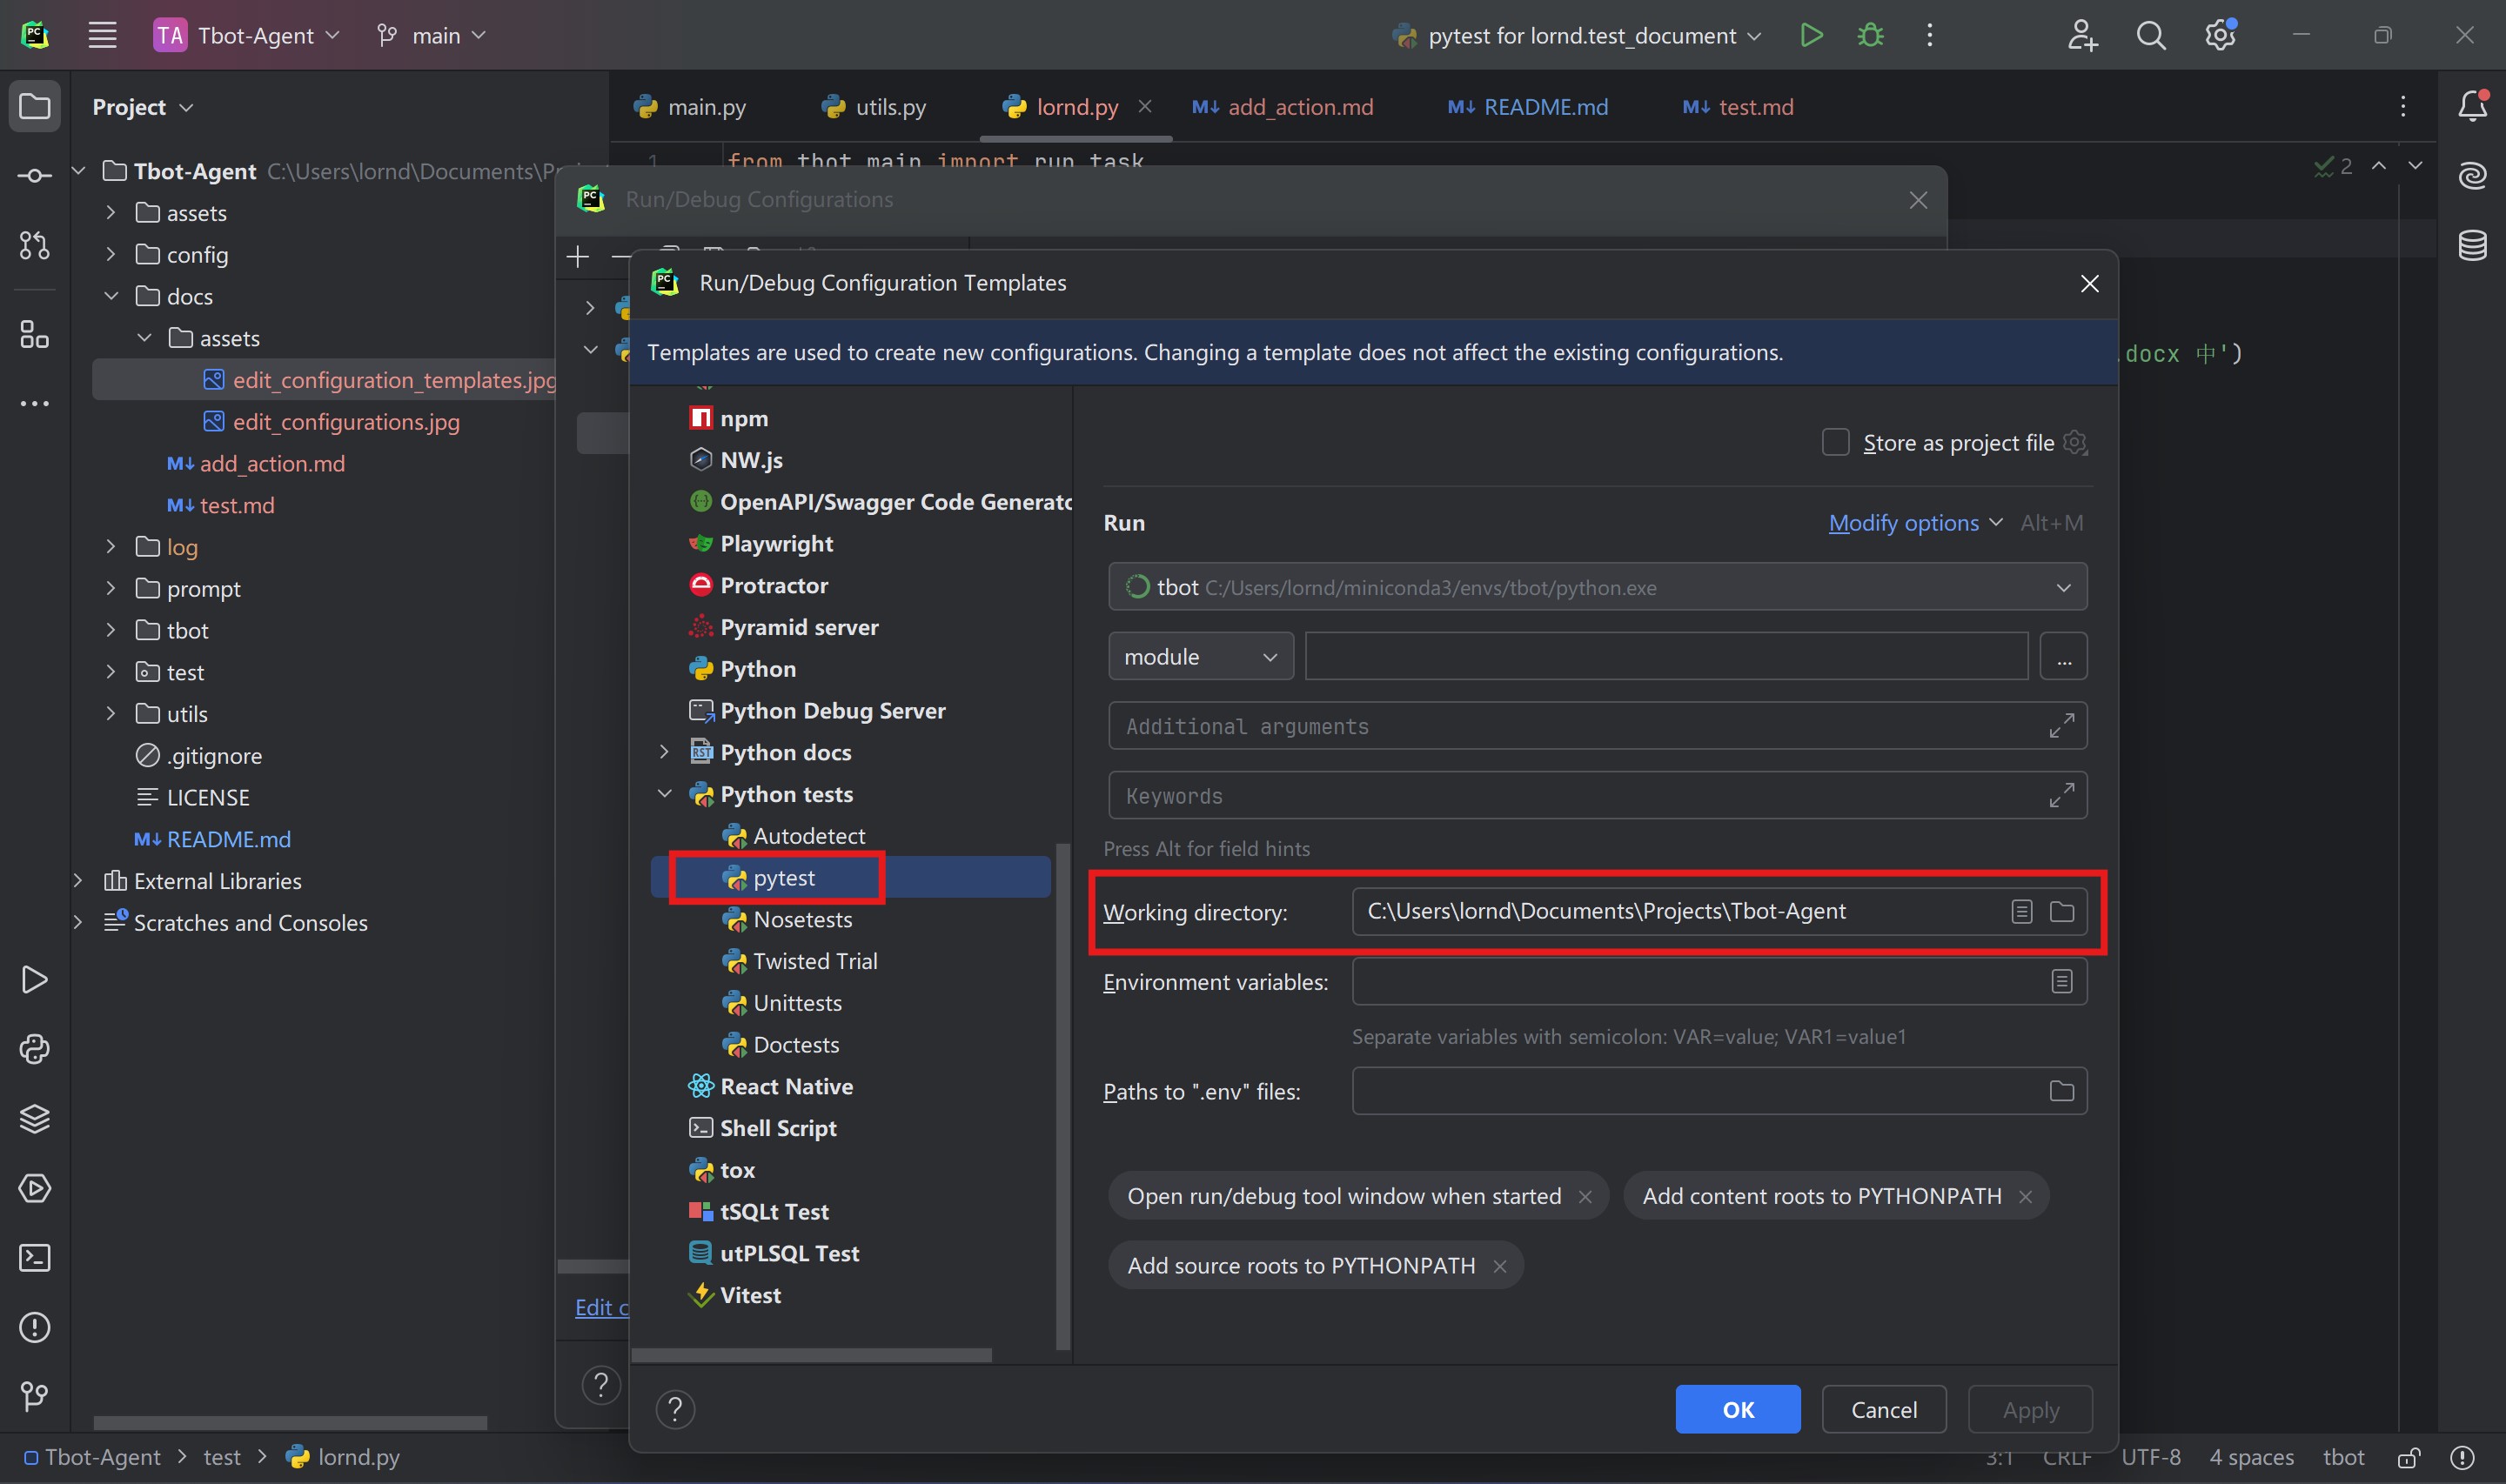 PC
TA Tbot-Agent main
pytest for lornd.test_document
Project
main.py utils.py lornd.py M↓ add_action.md M↓ README.md M↓ test.md
Tbot-Agent C:\Users\lornd\Documents\Pr
1 from tbot.main import run_task
2
assets
config
docs
assets
edit_configuration_templates.jpg
edit_configurations.jpg
M↓ add_action.md
M↓ test.md
log
prompt
tbot
test
utils
.gitignore
LICENSE
M↓ README.md
External Libraries
Scratches and Consoles
PC Run/Debug Configurations
Edit c
?
.docx 中')
PC Run/Debug Configuration Templates
Templates are used to create new configurations. Changing a template does not affect the existing configurations.
npm
NW.js
OpenAPI/Swagger Code Generato
Playwright
Protractor
Pyramid server
Python
Python Debug Server
RST Python docs
Python tests
Autodetect
pytest
Nosetests
Twisted Trial
Unittests
Doctests
React Native
Shell Script
tox
tSQLt Test
utPLSQL Test
Vitest
Store as project file
Run Modify options Alt+M
tbot C:/Users/lornd/miniconda3/envs/tbot/python.exe
module ...
Additional arguments
Keywords
Press Alt for field hints
Working directory: C:\Users\lornd\Documents\Projects\Tbot-Agent
Environment variables:
Separate variables with semicolon: VAR=value; VAR1=value1
Paths to ".env" files:
Open run/debug tool window when started Add content roots to PYTHONPATH
Add source roots to PYTHONPATH
? OK Cancel Apply
Tbot-Agent > test > lornd.py 3:1 CRLF UTF-8 4 spaces tbot